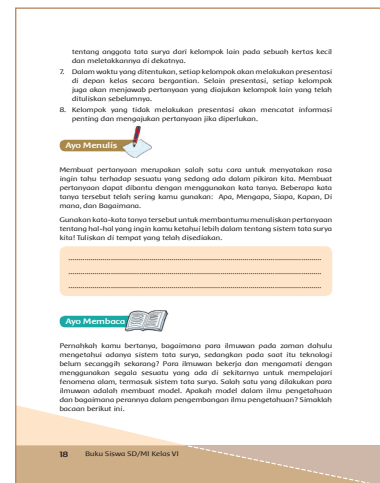 tentang anggota tata surya dari kelompok lain pada sebuah kertas kecil
dan meletakkannya di dekatnya.
7. Dalam waktu yang ditentukan, setiap kelompok akan melakukan presentasi
di depan kelas secara bergantian. Selain presentasi, setiap kelompok
juga akan menjawab pertanyaan yang diajukan kelompok lain yang telah
dituliskan sebelumnya.
8. Kelompok yang tidak melakukan presentasi akan mencatat informasi
penting dan mengajukan pertanyaan jika diperlukan.
Ayo Menulis
Membuat pertanyaan merupakan salah satu cara untuk menyatakan rasa
ingin tahu terhadap sesuatu yang sedang ada dalam pikiran kita. Membuat
pertanyaan dapat dibantu dengan menggunakan kata tanya. Beberapa kata
tanya tersebut telah sering kamu gunakan: Apa, Mengapa, Siapa, Kapan, Di
mana, dan Bagaimana.
Gunakan kata-kata tanya tersebut untuk membantumu menuliskan pertanyaan
tentang hal-hal yang ingin kamu ketahui lebih dalam tentang sistem tata surya
kita! Tuliskan di tempat yang telah disediakan.
Ayo Membaca
Pernahkah kamu bertanya, bagaimana para ilmuwan pada zaman dahulu
mengetahui adanya sistem tata surya, sedangkan pada saat itu teknologi
belum secanggih sekarang? Para ilmuwan bekerja dan mengamati dengan
menggunakan segala sesuatu yang ada di sekitarnya untuk mempelajari
fenomena alam, termasuk sistem tata surya. Salah satu yang dilakukan para
ilmuwan adalah membuat model. Apakah model dalam ilmu pengetahuan
dan bagaimana perannya dalam pengembangan ilmu pengetahuan? Simaklah
bacaan berikut ini.
18 Buku Siswa SD/MI Kelas VI